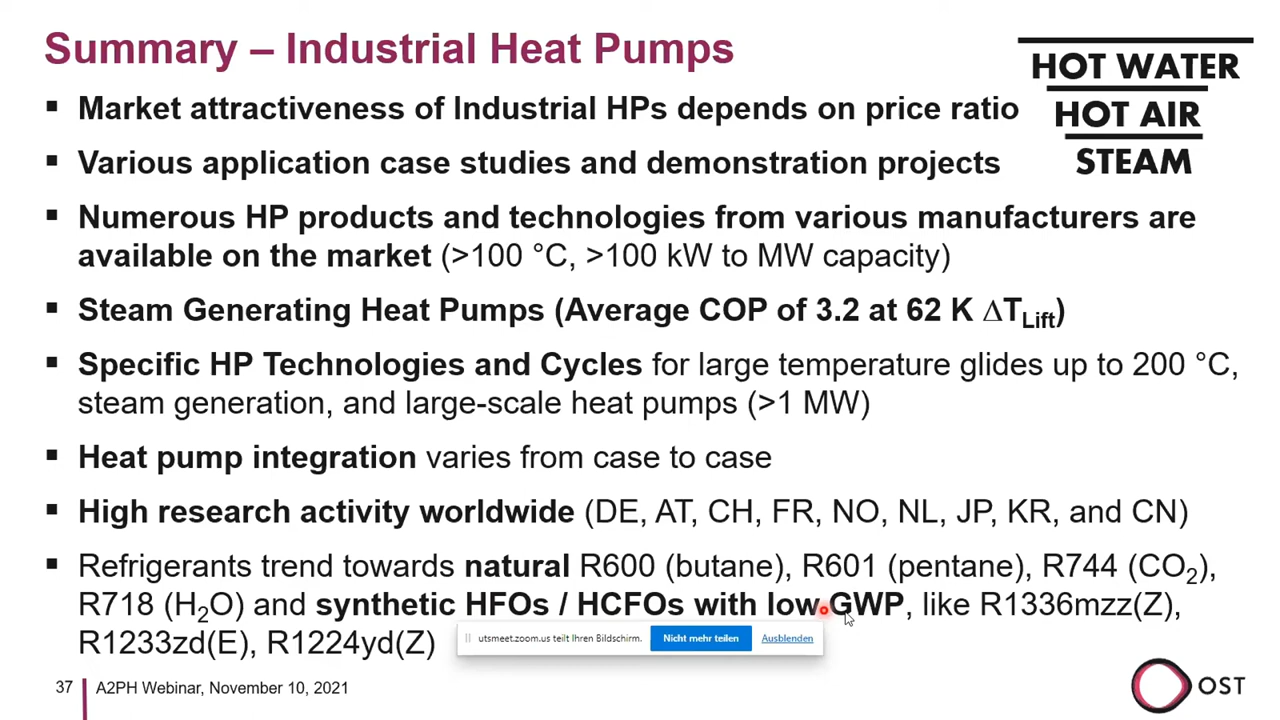 Summary – Industrial Heat Pumps
HOT WATER
HOT AIR
STEAM
▪ Market attractiveness of Industrial HPs depends on price ratio
▪ Various application case studies and demonstration projects
▪ Numerous HP products and technologies from various manufacturers are
available on the market (>100 °C, >100 kW to MW capacity)
▪ Steam Generating Heat Pumps (Average COP of 3.2 at 62 K ΔTLift)
▪ Specific HP Technologies and Cycles for large temperature glides up to 200 °C,
steam generation, and large-scale heat pumps (>1 MW)
▪ Heat pump integration varies from case to case
▪ High research activity worldwide (DE, AT, CH, FR, NO, NL, JP, KR, and CN)
▪ Refrigerants trend towards natural R600 (butane), R601 (pentane), R744 (CO2),
R718 (H2O) and synthetic HFOs / HCFOs with low GWP, like R1336mzz(Z),
R1233zd(E), R1224yd(Z)
utsmeet.zoom.us teilt Ihren Bildschirm. Nicht mehr teilen Ausblenden
37 A2PH Webinar, November 10, 2021
OST